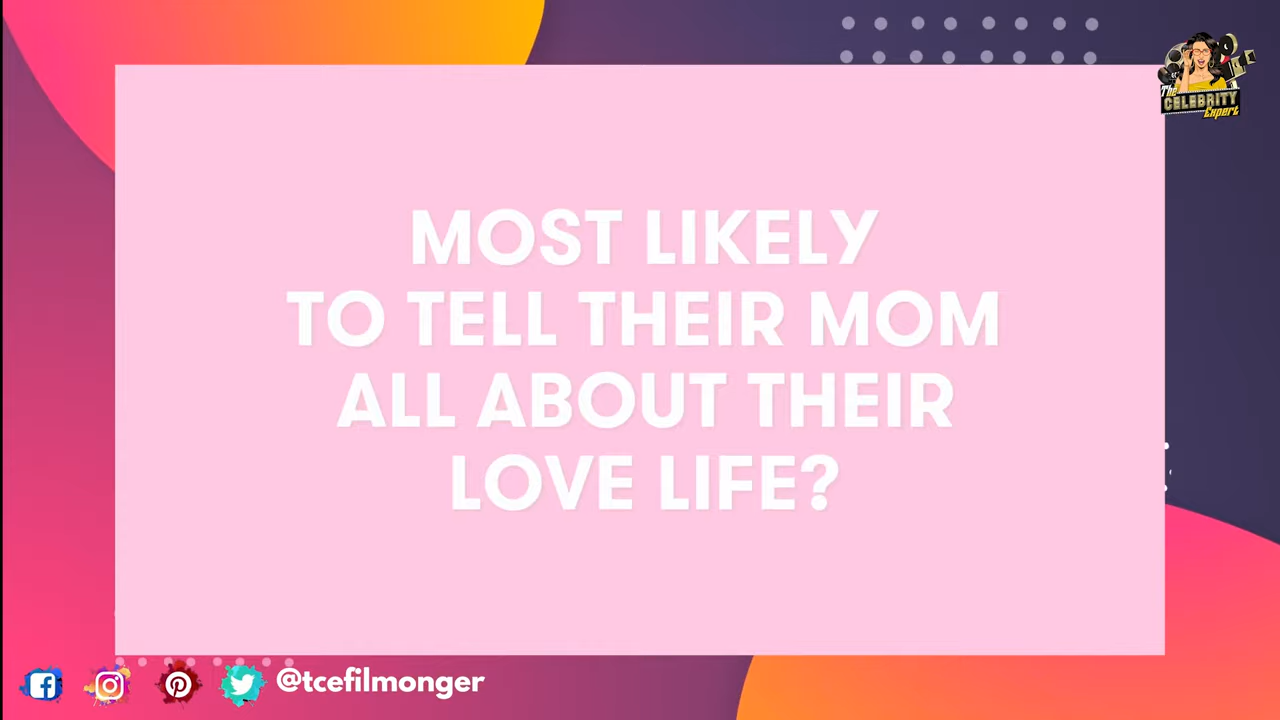 The
CELEBRITY
Expert
MOST LIKELY
TO TELL THEIR MOM
ALL ABOUT THEIR
LOVE LIFE?
@tcefilmonger